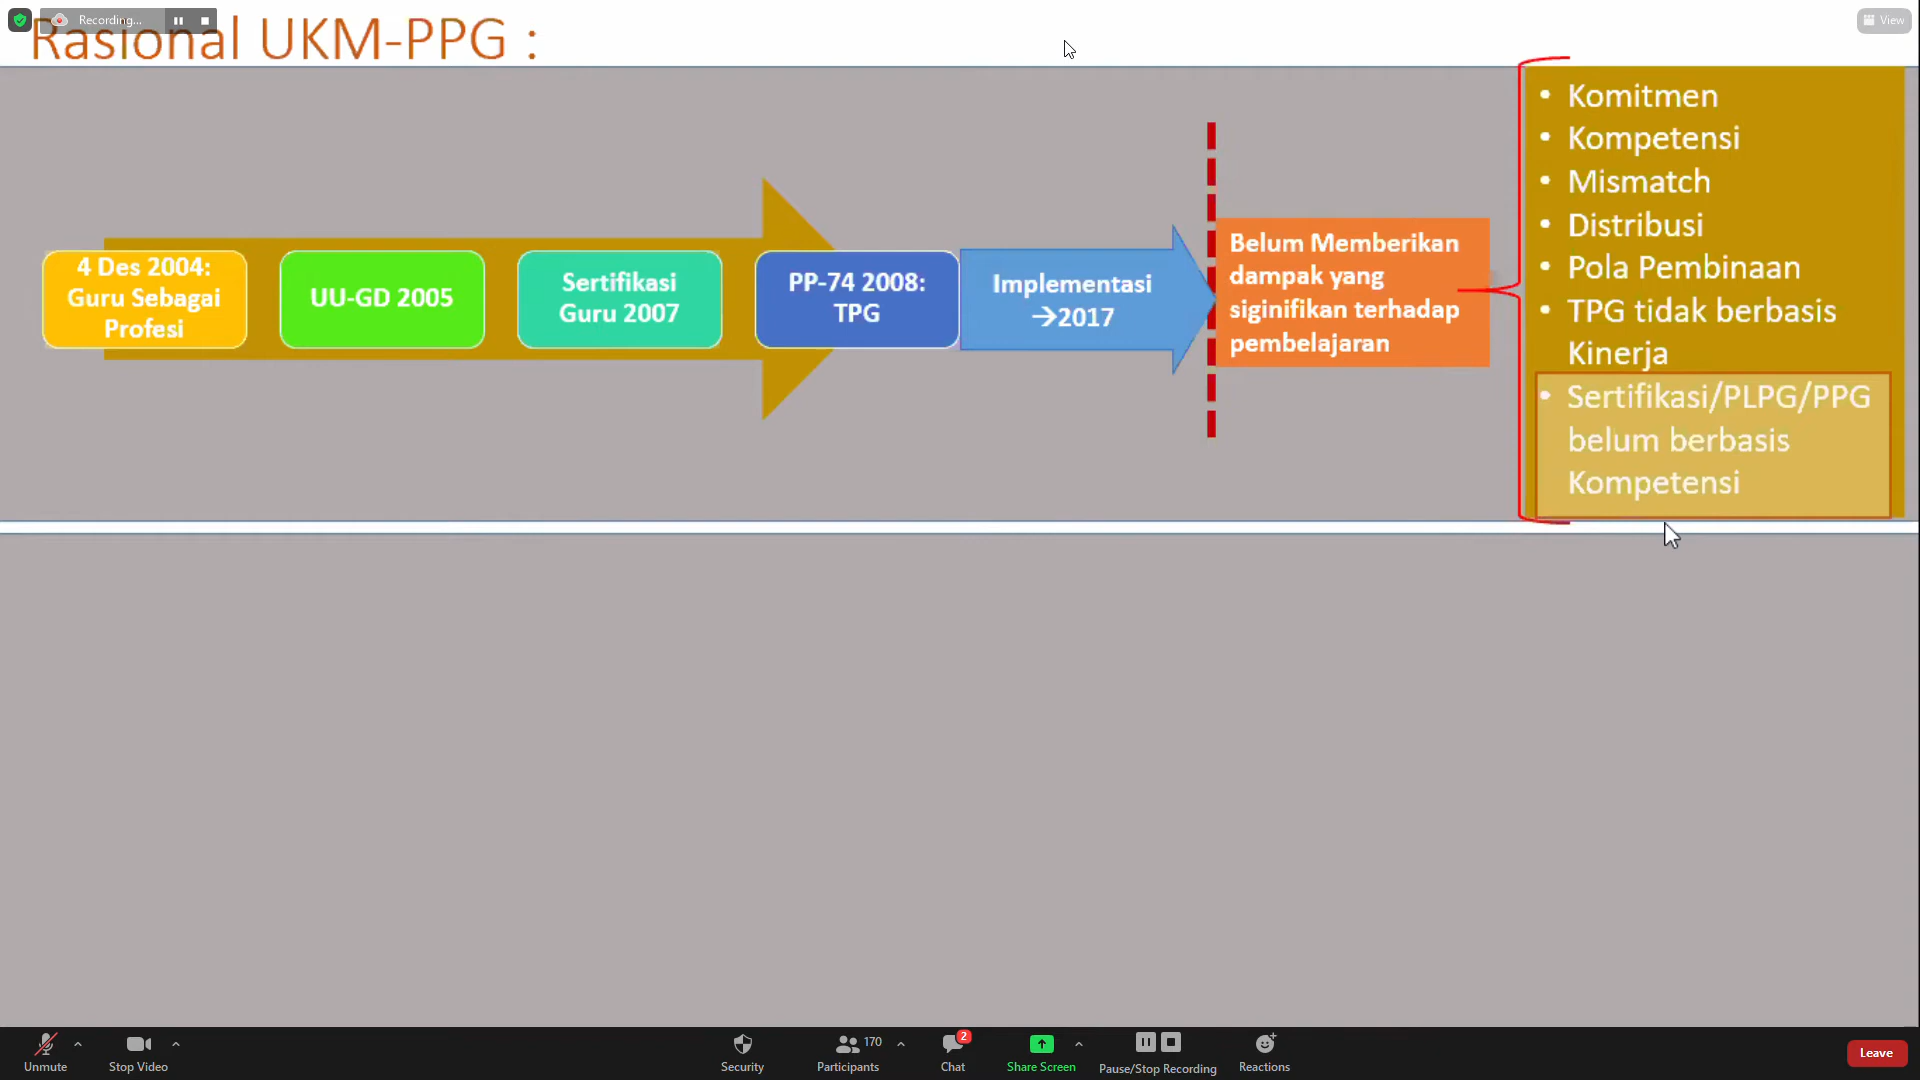 Recording...
View
Rasional UKM-PPG :
4 Des 2004:
Guru Sebagai
Profesi
UU-GD 2005
Sertifikasi
Guru 2007
PP-74 2008:
TPG
Implementasi
→2017
Belum Memberikan
dampak yang
siginifikan terhadap
pembelajaran
• Komitmen
• Kompetensi
• Mismatch
• Distribusi
• Pola Pembinaan
• TPG tidak berbasis
Kinerja
• Sertifikasi/PLPG/PPG
belum berbasis
Kompetensi
Unmute
Stop Video
Security
Participants
170
Chat
2
Share Screen
Pause/Stop Recording
Reactions
Leave